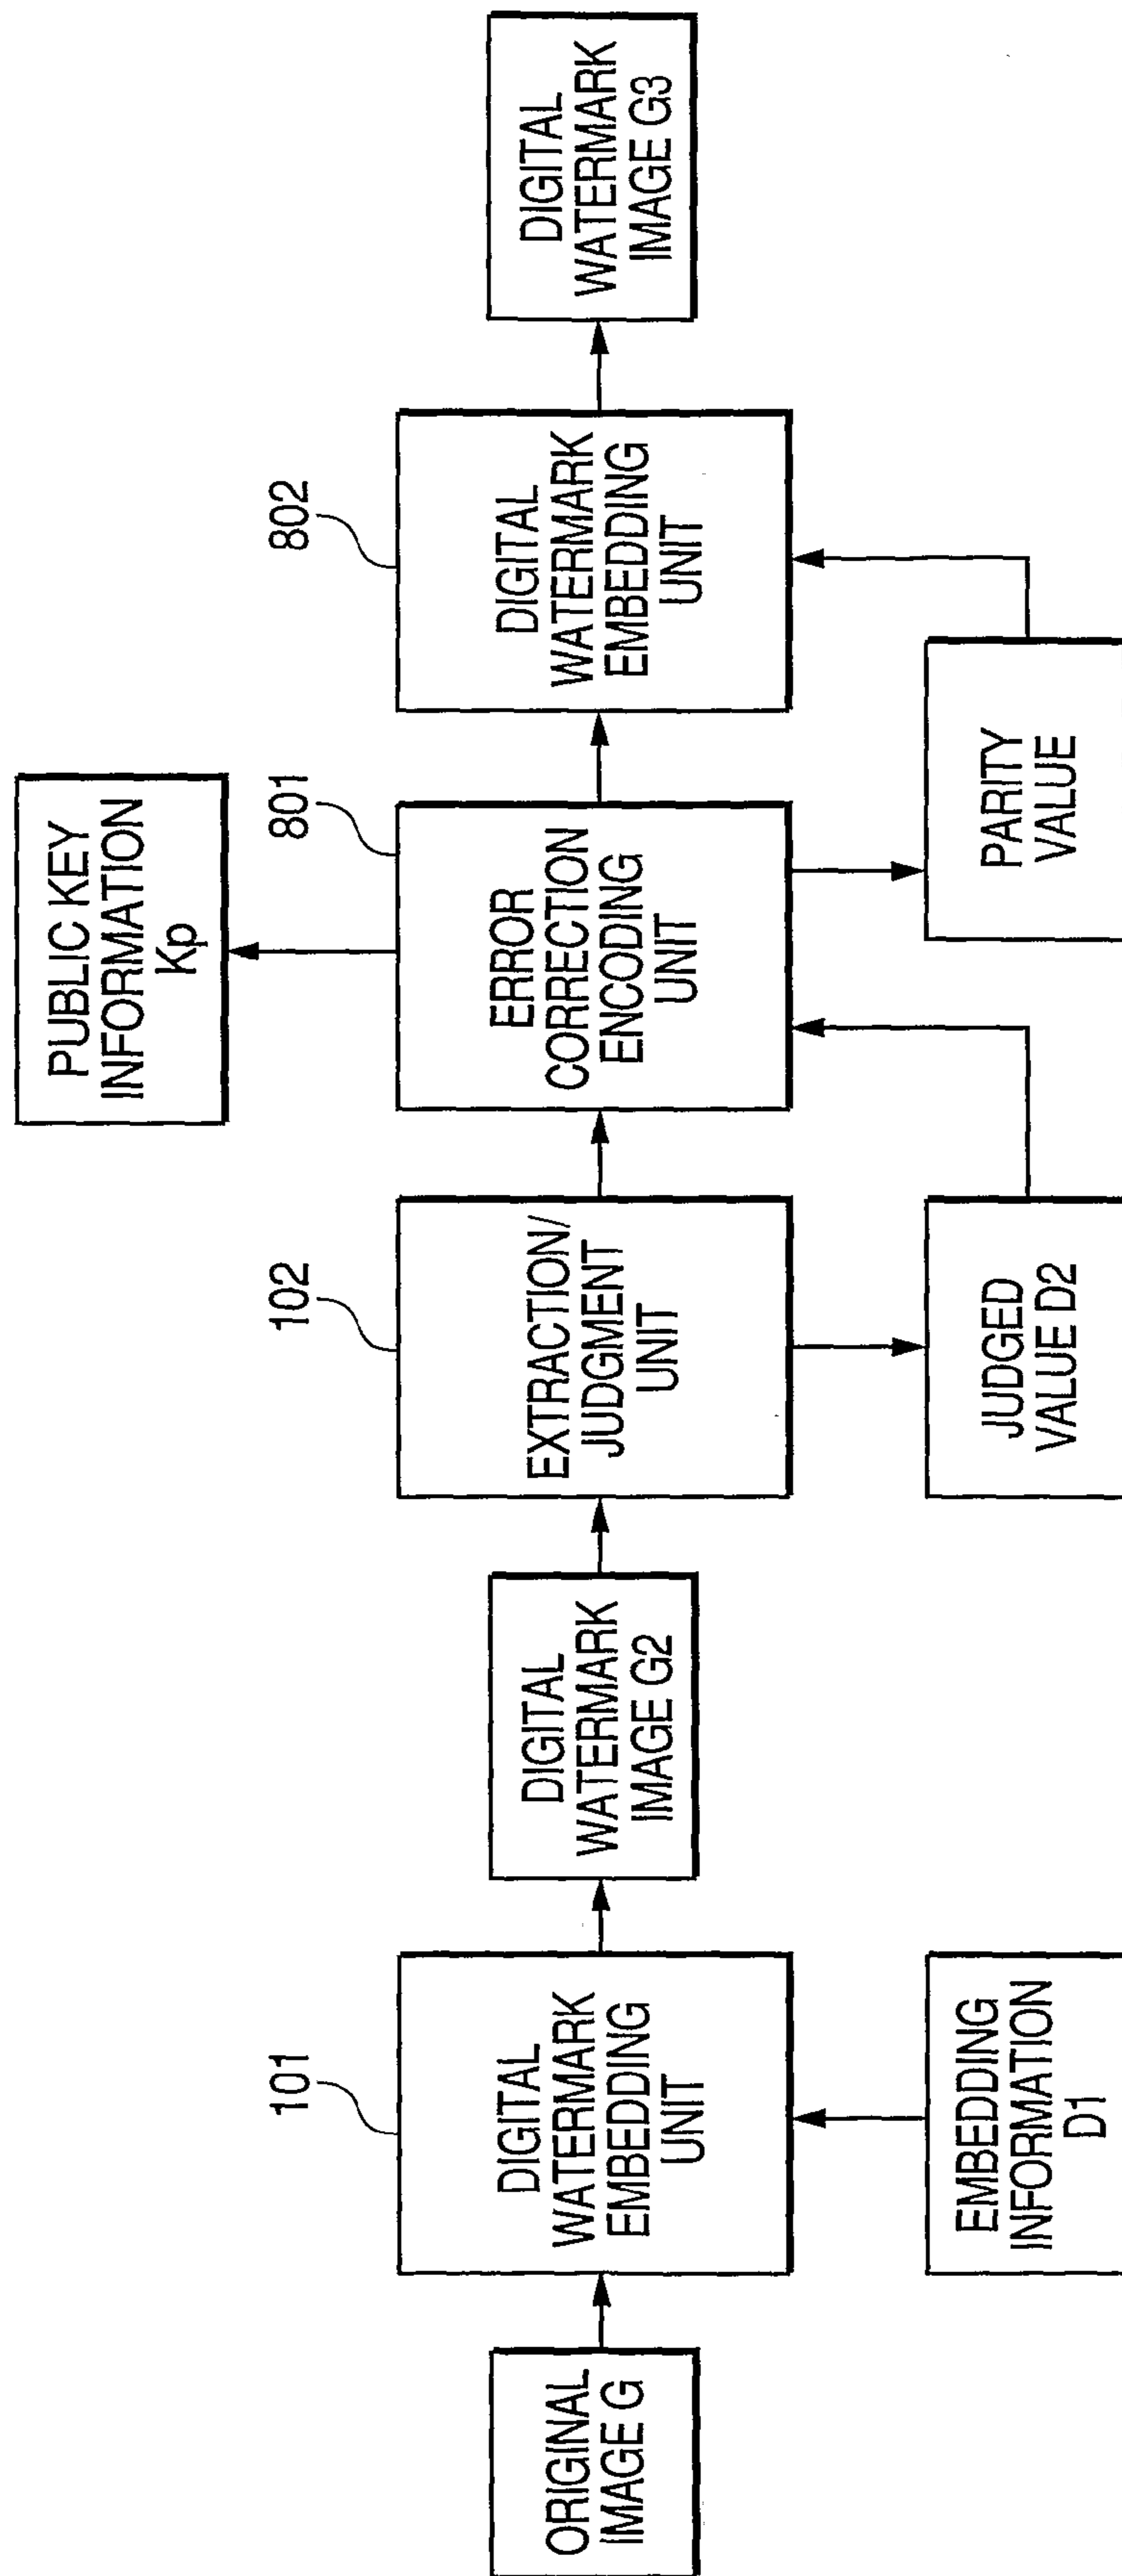 ORIGINAL
IMAGE G
101
DIGITAL
WATERMARK
EMBEDDING
UNIT
EMBEDDING
INFORMATION
D1
DIGITAL
WATERMARK
IMAGE G2
102
EXTRACTION/
JUDGMENT
UNIT
JUDGED
VALUE D2
PUBLIC KEY
INFORMATION
Kp
801
ERROR
CORRECTION
ENCODING
UNIT
PARITY
VALUE
802
DIGITAL
WATERMARK
EMBEDDING
UNIT
DIGITAL
WATERMARK
IMAGE G3